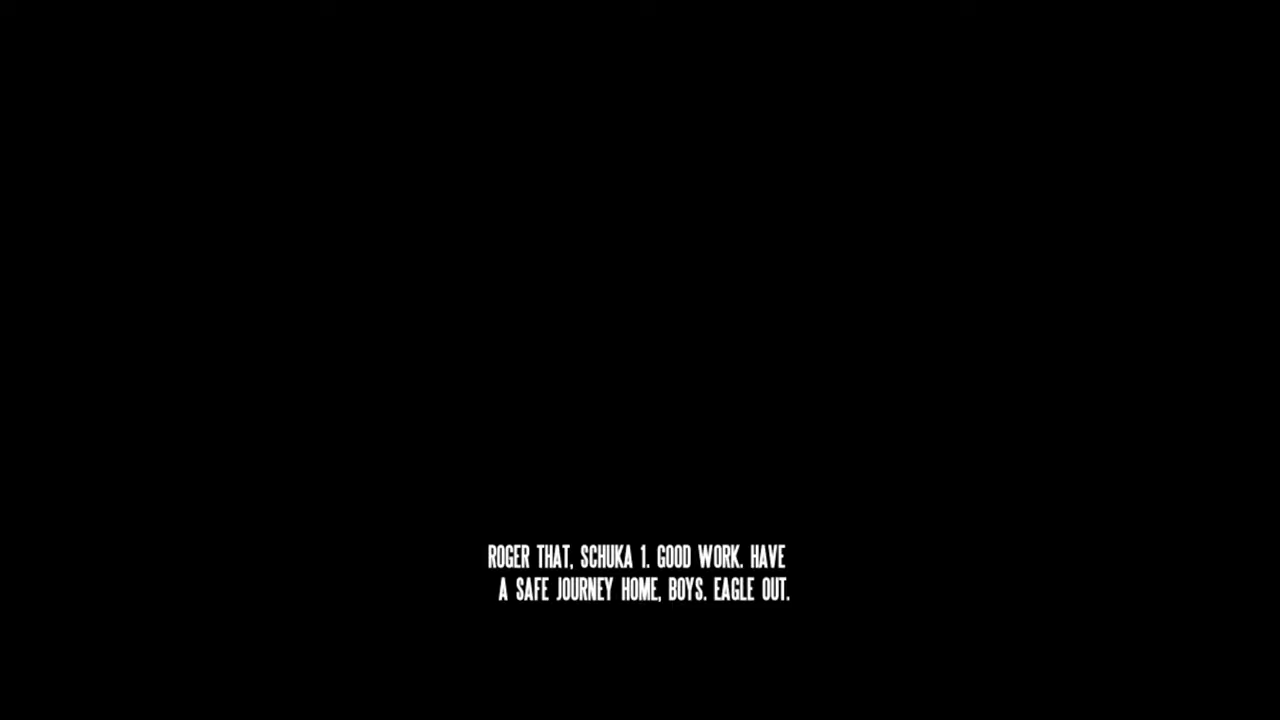 ROGER THAT, SCHUKA 1. GOOD WORK. HAVE
A SAFE JOURNEY HOME, BOYS. EAGLE OUT.